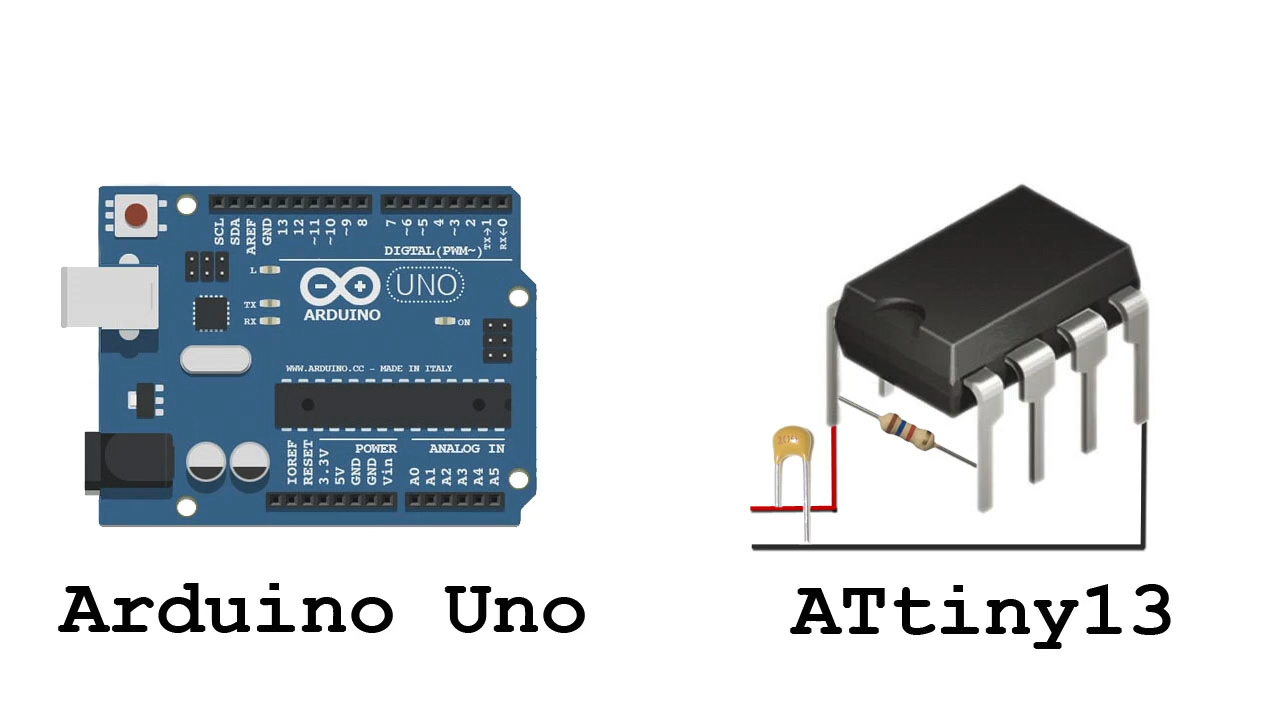 SCL
SDA
AREF
GND
13
12
~11
~10
~9
8
7
~6
~5
4
~3
2
TX→1
RX←0
DIGTAL(PWM~)
L
TX
RX
UNO
ARDUINO
ON
WWW.ARDUINO.CC - MADE IN ITALY
IOREF
RESET
3.3V
5V
GND
GND
Vin
POWER
ANALOG IN
A0
A1
A2
A3
A4
A5
Arduino Uno
ATtiny13